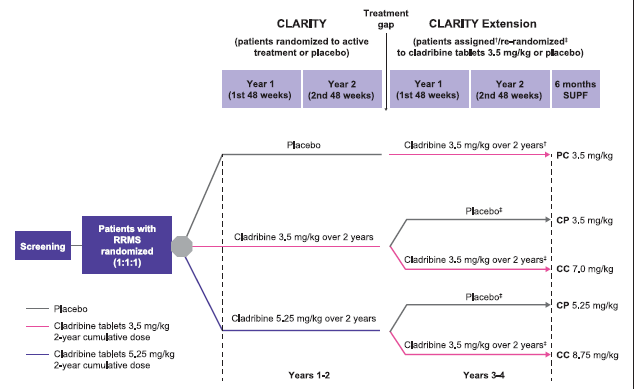 CLARITY
(patients randomized to active
treatment or placebo)
Treatment
gap
CLARITY Extension
(patients assigned†/re-randomized‡
to cladribine tablets 3.5 mg/kg or placebo)
Year 1
(1st 48 weeks)
Year 2
(2nd 48 weeks)
Year 1
(1st 48 weeks)
Year 2
(2nd 48 weeks)
6 months
SUPF
Placebo
Cladribine 3.5 mg/kg over 2 years†
PC 3.5 mg/kg
Screening
Patients with
RRMS
randomized
(1:1:1)
Cladribine 3.5 mg/kg over 2 years
Placebo‡
CP 3.5 mg/kg
Cladribine 3.5 mg/kg over 2 years‡
CC 7.0 mg/kg
Cladribine 5.25 mg/kg over 2 years
Placebo‡
CP 5.25 mg/kg
Cladribine 3.5 mg/kg over 2 years‡
CC 8.75 mg/kg
Placebo
Cladribine tablets 3.5 mg/kg
2-year cumulative dose
Cladribine tablets 5.25 mg/kg
2-year cumulative dose
Years 1-2
Years 3-4